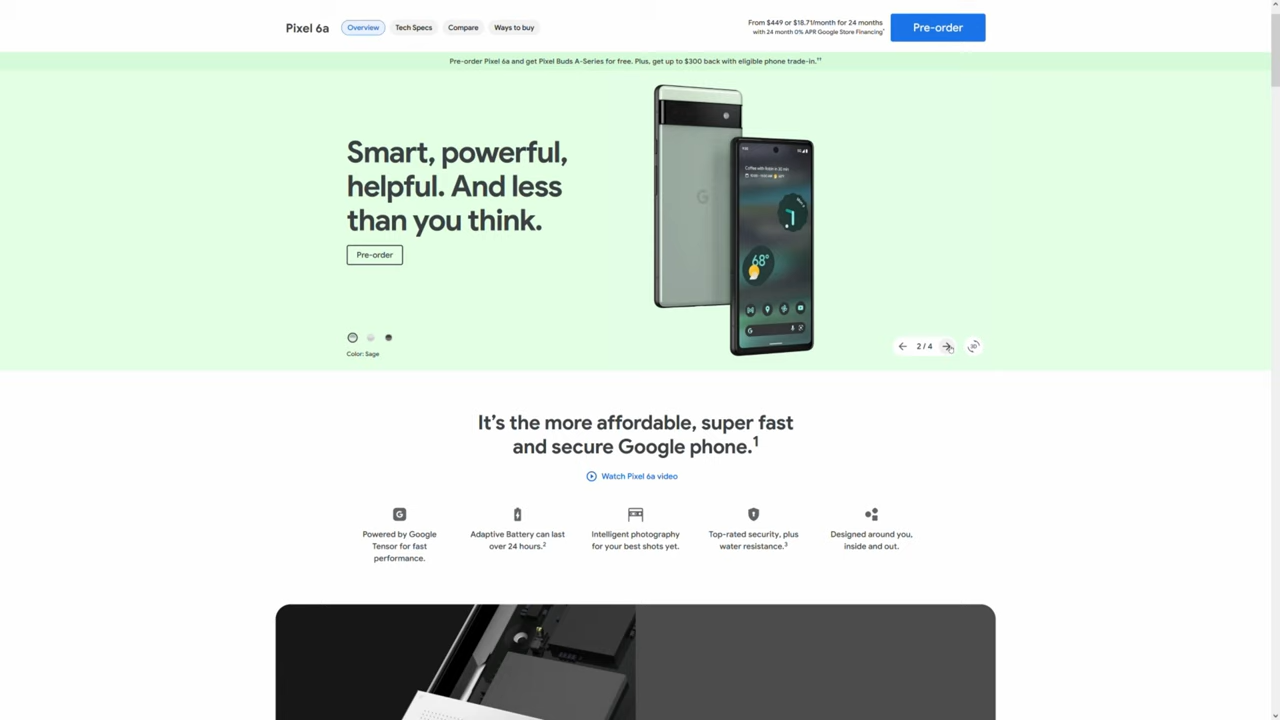 Pixel 6a
Overview
Tech Specs
Compare
Ways to buy
From $449 or $18.71/month for 24 months
with 24 month 0% APR Google Store Financing*
Pre-order
Pre-order Pixel 6a and get Pixel Buds A-Series for free. Plus, get up to $300 back with eligible phone trade-in.††
Smart, powerful,
helpful. And less
than you think.
Pre-order
68°
Color: Sage
2 / 4
3D
It's the more affordable, super fast
and secure Google phone.¹
Watch Pixel 6a video
Powered by Google
Tensor for fast
performance.
Adaptive Battery can last
over 24 hours.²
Intelligent photography
for your best shots yet.
Top-rated security, plus
water resistance.³
Designed around you,
inside and out.